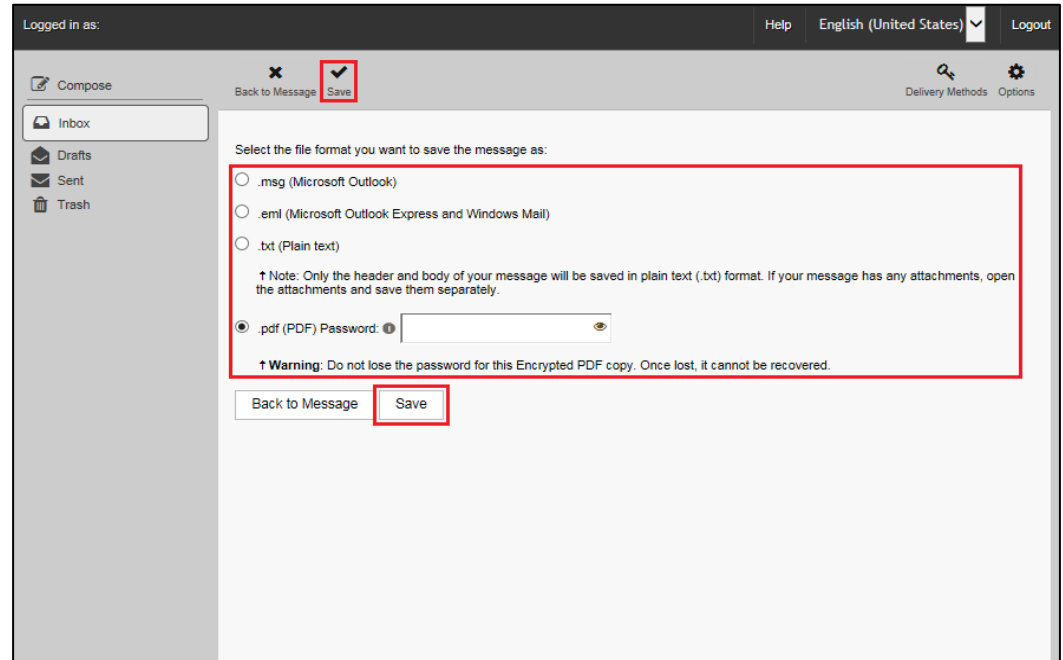 Logged in as:
Help
English (United States)
Logout
Compose
Inbox
Drafts
Sent
Trash
Back to Message
Save
Delivery Methods
Options
Select the file format you want to save the message as:
.msg (Microsoft Outlook)
.eml (Microsoft Outlook Express and Windows Mail)
.txt (Plain text)
↑ Note: Only the header and body of your message will be saved in plain text (.txt) format. If your message has any attachments, open
the attachments and save them separately.
.pdf (PDF) Password:
↑ Warning: Do not lose the password for this Encrypted PDF copy. Once lost, it cannot be recovered.
Back to Message
Save